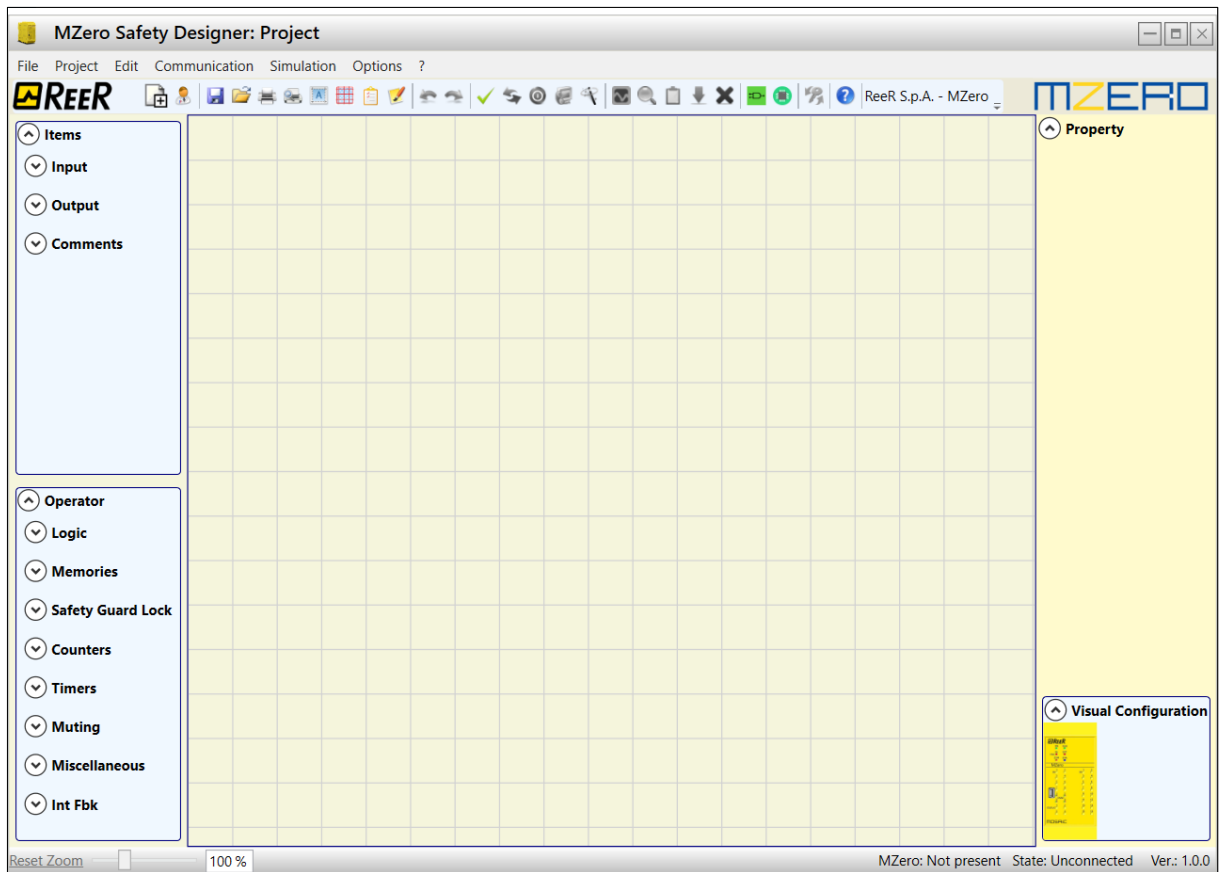 MZero Safety Designer: Project
File Project Edit Communication Simulation Options ?
REER
ReeR S.p.A. - MZero
MZERO
Items
Input
Output
Comments
Operator
Logic
Memories
Safety Guard Lock
Counters
Timers
Muting
Miscellaneous
Int Fbk
Property
Visual Configuration
ReeR
MZero
Reset Zoom
100 %
MZero: Not present State: Unconnected Ver.: 1.0.0